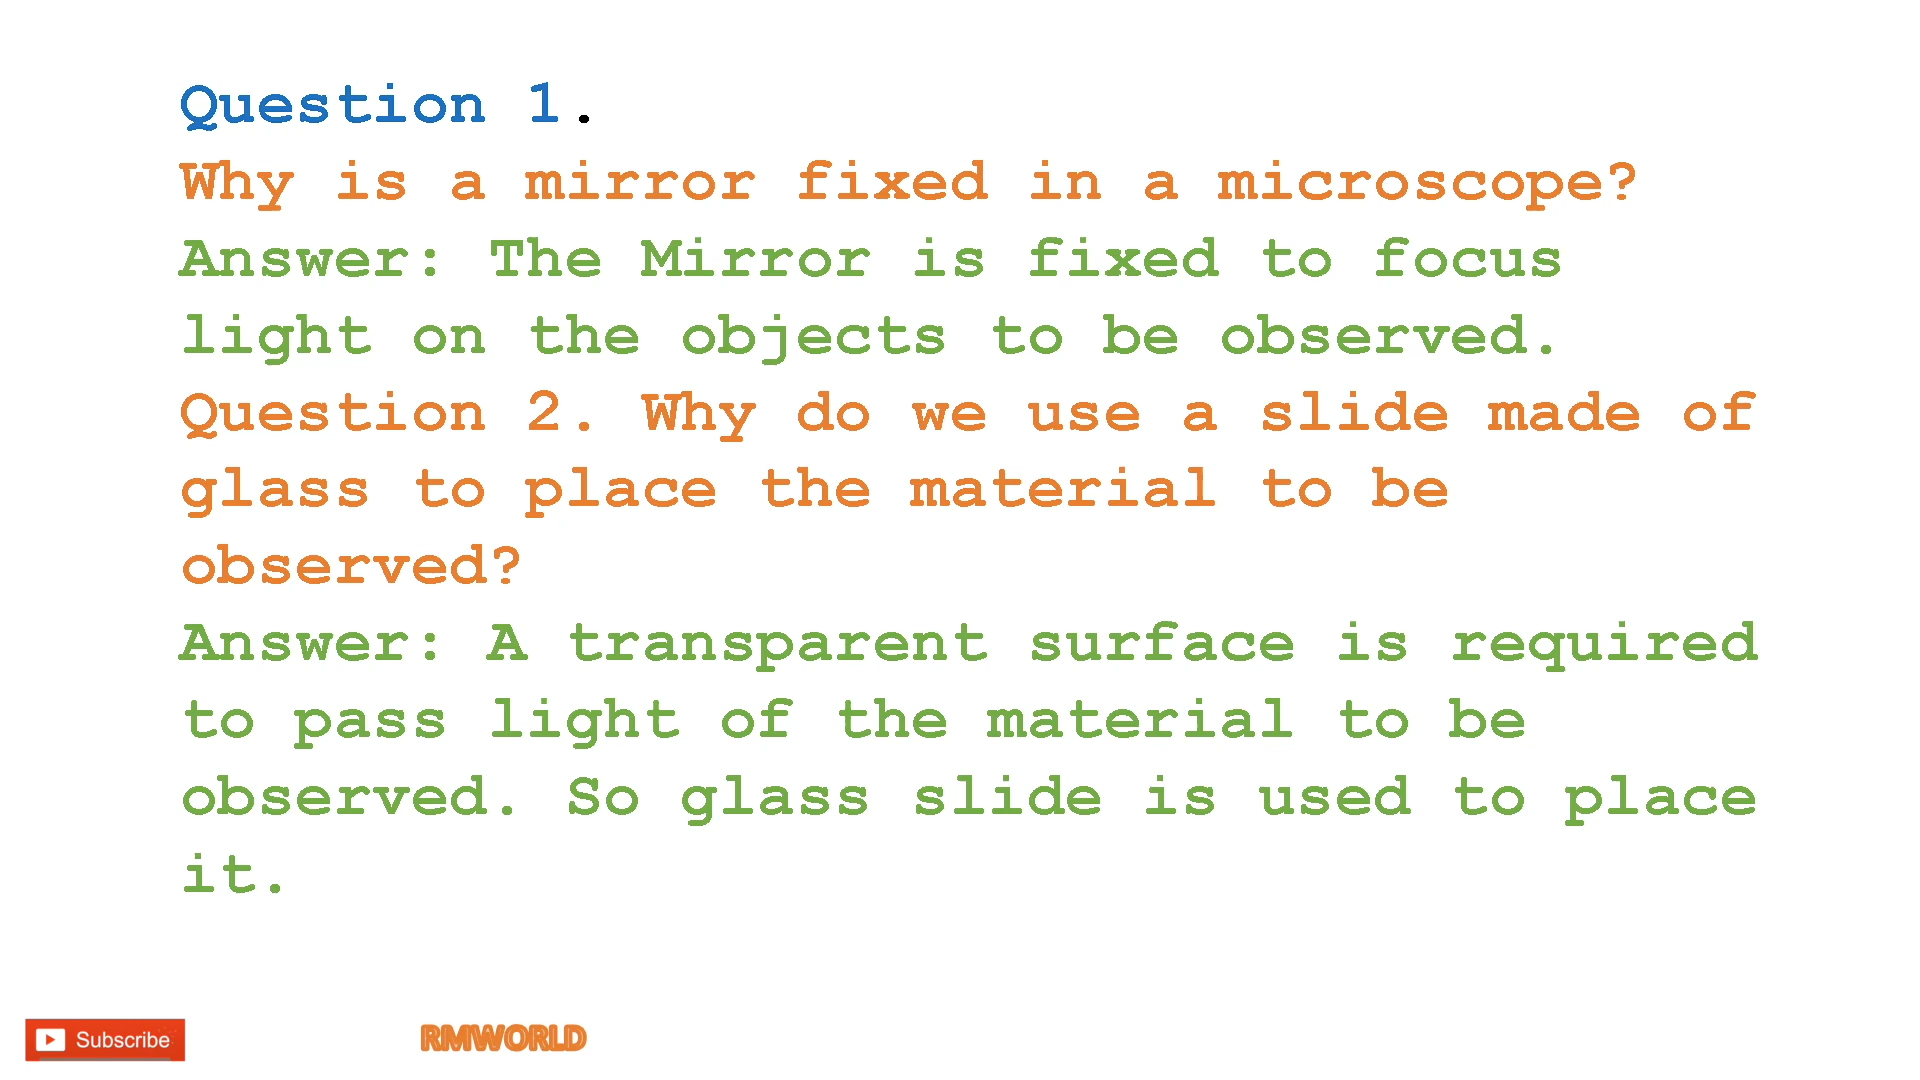 Question 1.
Why is a mirror fixed in a microscope?
Answer: The Mirror is fixed to focus
light on the objects to be observed.
Question 2. Why do we use a slide made of
glass to place the material to be
observed?
Answer: A transparent surface is required
to pass light of the material to be
observed. So glass slide is used to place
it.
Subscribe
RMWORLD